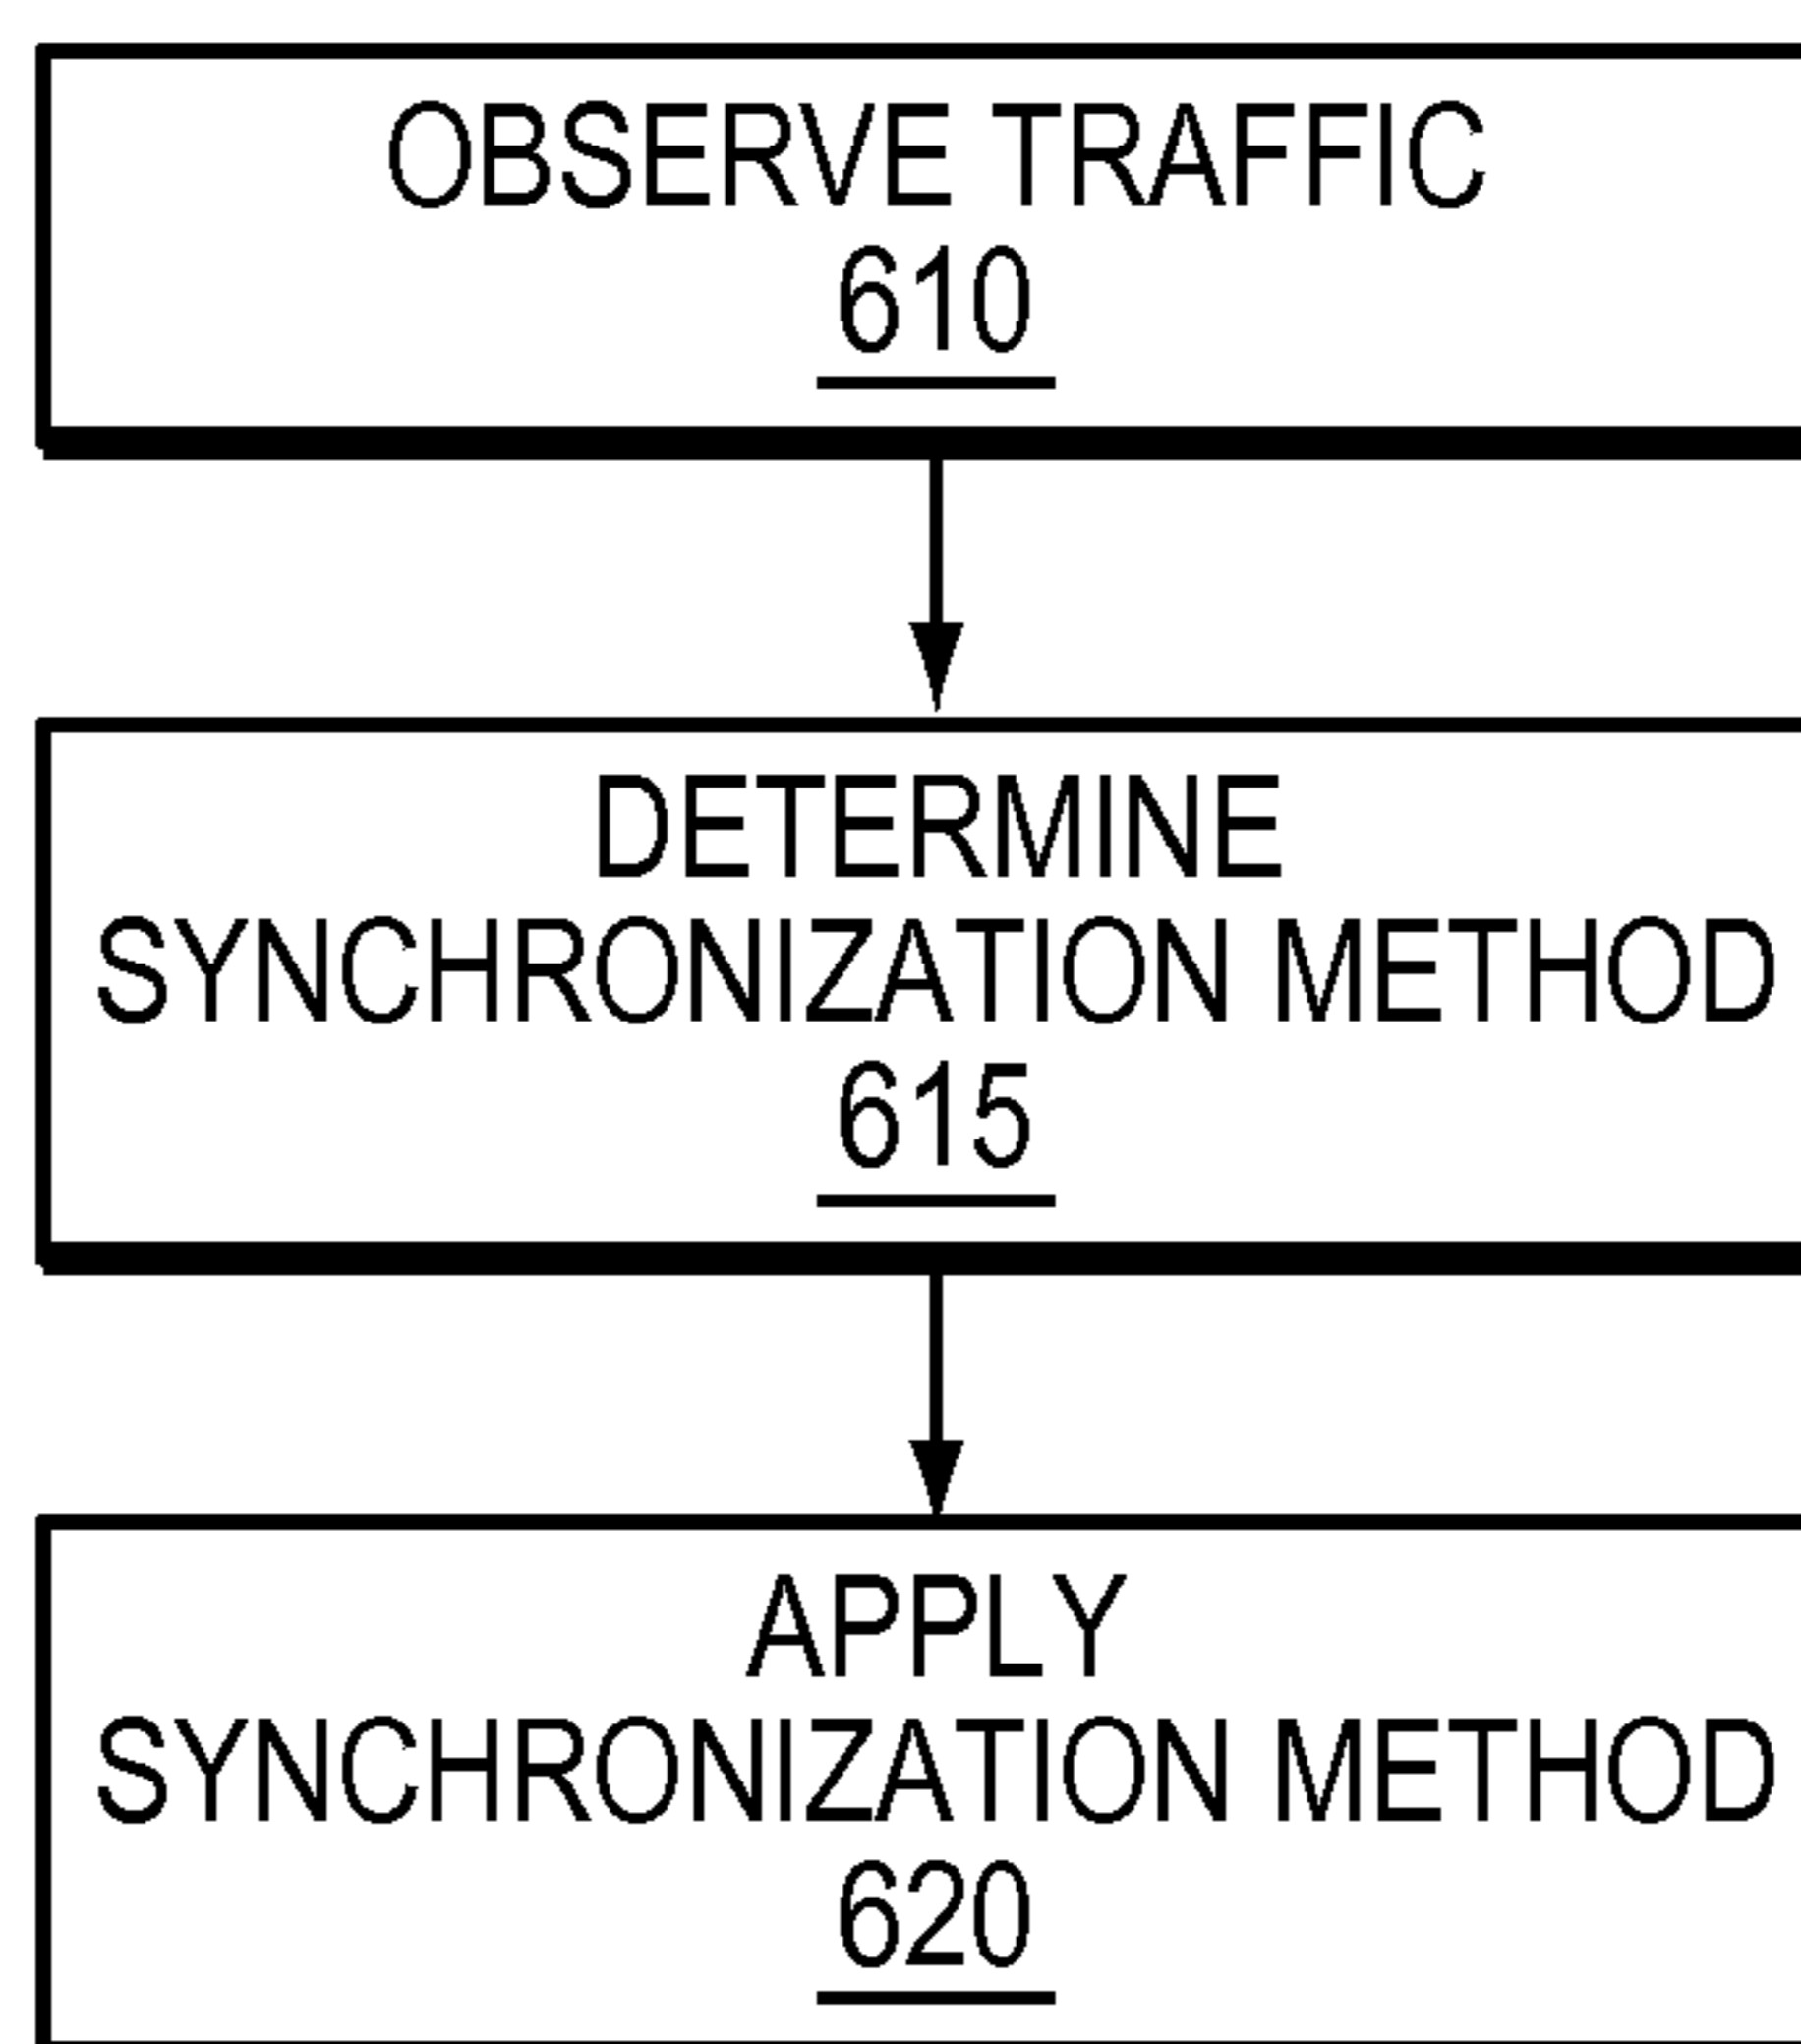 OBSERVE TRAFFIC
610
DETERMINE
SYNCHRONIZATION METHOD
615
APPLY
SYNCHRONIZATION METHOD
620